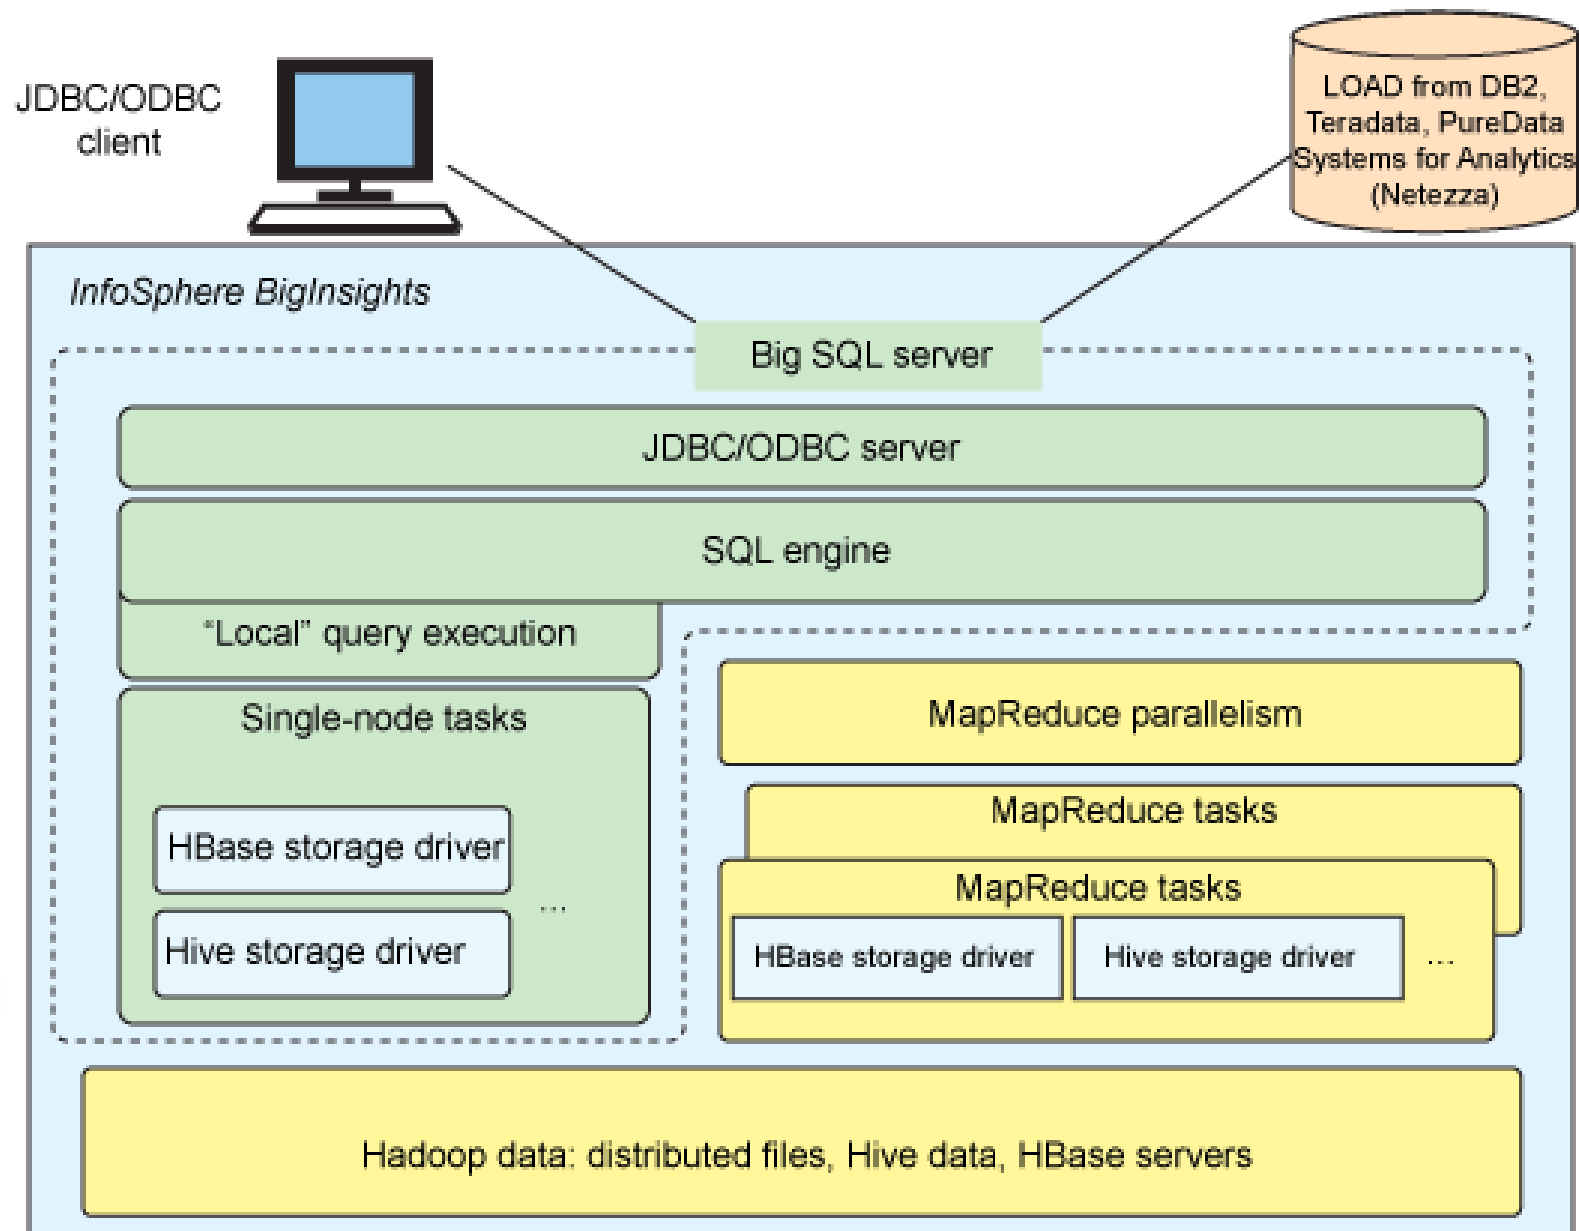 JDBC/ODBC
client
LOAD from DB2,
Teradata, PureData
Systems for Analytics
(Netezza)
InfoSphere BigInsights
Big SQL server
JDBC/ODBC server
SQL engine
“Local” query execution
Single-node tasks
HBase storage driver
Hive storage driver
...
MapReduce parallelism
MapReduce tasks
MapReduce tasks
HBase storage driver
Hive storage driver
...
Hadoop data: distributed files, Hive data, HBase servers